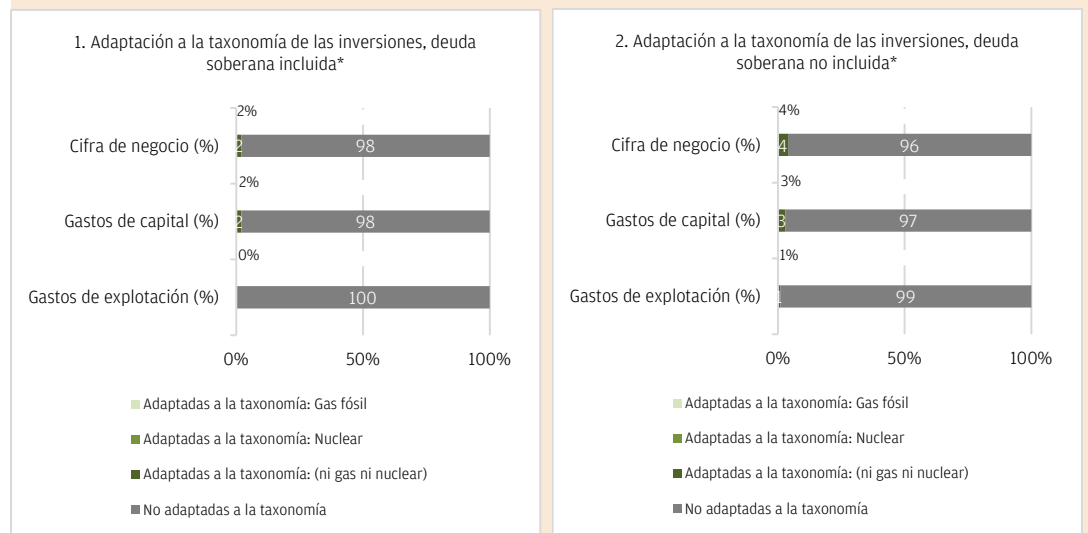 1. Adaptación a la taxonomía de las inversiones, deuda
soberana incluida*
2%
Cifra de negocio (%)
2
98
2%
Gastos de capital (%)
2
98
0%
Gastos de explotación (%)
100
0%
50%
100%
Adaptadas a la taxonomía: Gas fósil
Adaptadas a la taxonomía: Nuclear
Adaptadas a la taxonomía: (ni gas ni nuclear)
No adaptadas a la taxonomía
2. Adaptación a la taxonomía de las inversiones, deuda
soberana no incluida*
4%
Cifra de negocio (%)
4
96
3%
Gastos de capital (%)
3
97
1%
Gastos de explotación (%)
1
99
0%
50%
100%
Adaptadas a la taxonomía: Gas fósil
Adaptadas a la taxonomía: Nuclear
Adaptadas a la taxonomía: (ni gas ni nuclear)
No adaptadas a la taxonomía